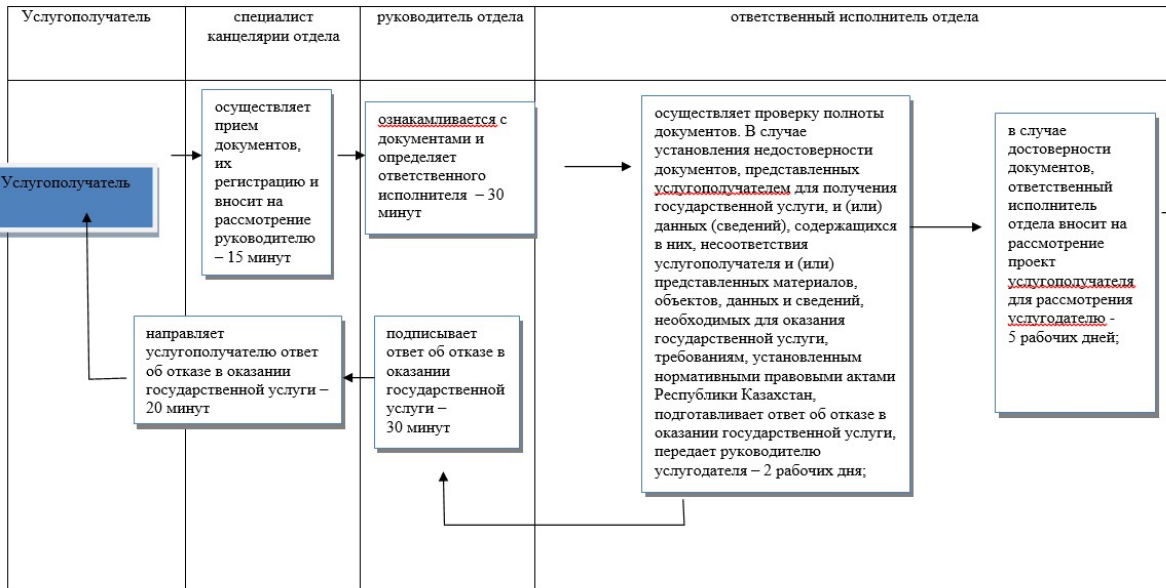 Услугополучатель
специалист
канцелярии отдела
руководитель отдела
ответственный исполнитель отдела
Услугополучатель
осуществляет
прием
документов,
их
регистрацию и
вносит на
рассмотрение
руководителю
– 15 минут
ознакамливается с
документами и
определяет
ответственного
исполнителя – 30
минут
осуществляет проверку полноты
документов. В случае
установления недостоверности
документов, представленных
услугополучателем для получения
государственной услуги, и (или)
данных (сведений), содержащихся
в них, несоответствия
услугополучателя и (или)
представленных материалов,
объектов, данных и сведений,
необходимых для оказания
государственной услуги,
требованиям, установленным
нормативными правовыми актами
Республики Казахстан,
подготавливает ответ об отказе в
оказании государственной услуги,
передает руководителю
услугодателя – 2 рабочих дня;
в случае
достоверности
документов,
ответственный
исполнитель
отдела вносит на
рассмотрение
проект
услугополучателя
для рассмотрения
услугодателю -
5 рабочих дней;
направляет
услугополучателю ответ
об отказе в оказании
государственной услуги –
20 минут
подписывает
ответ об отказе в
оказании
государственной
услуги –
30 минут